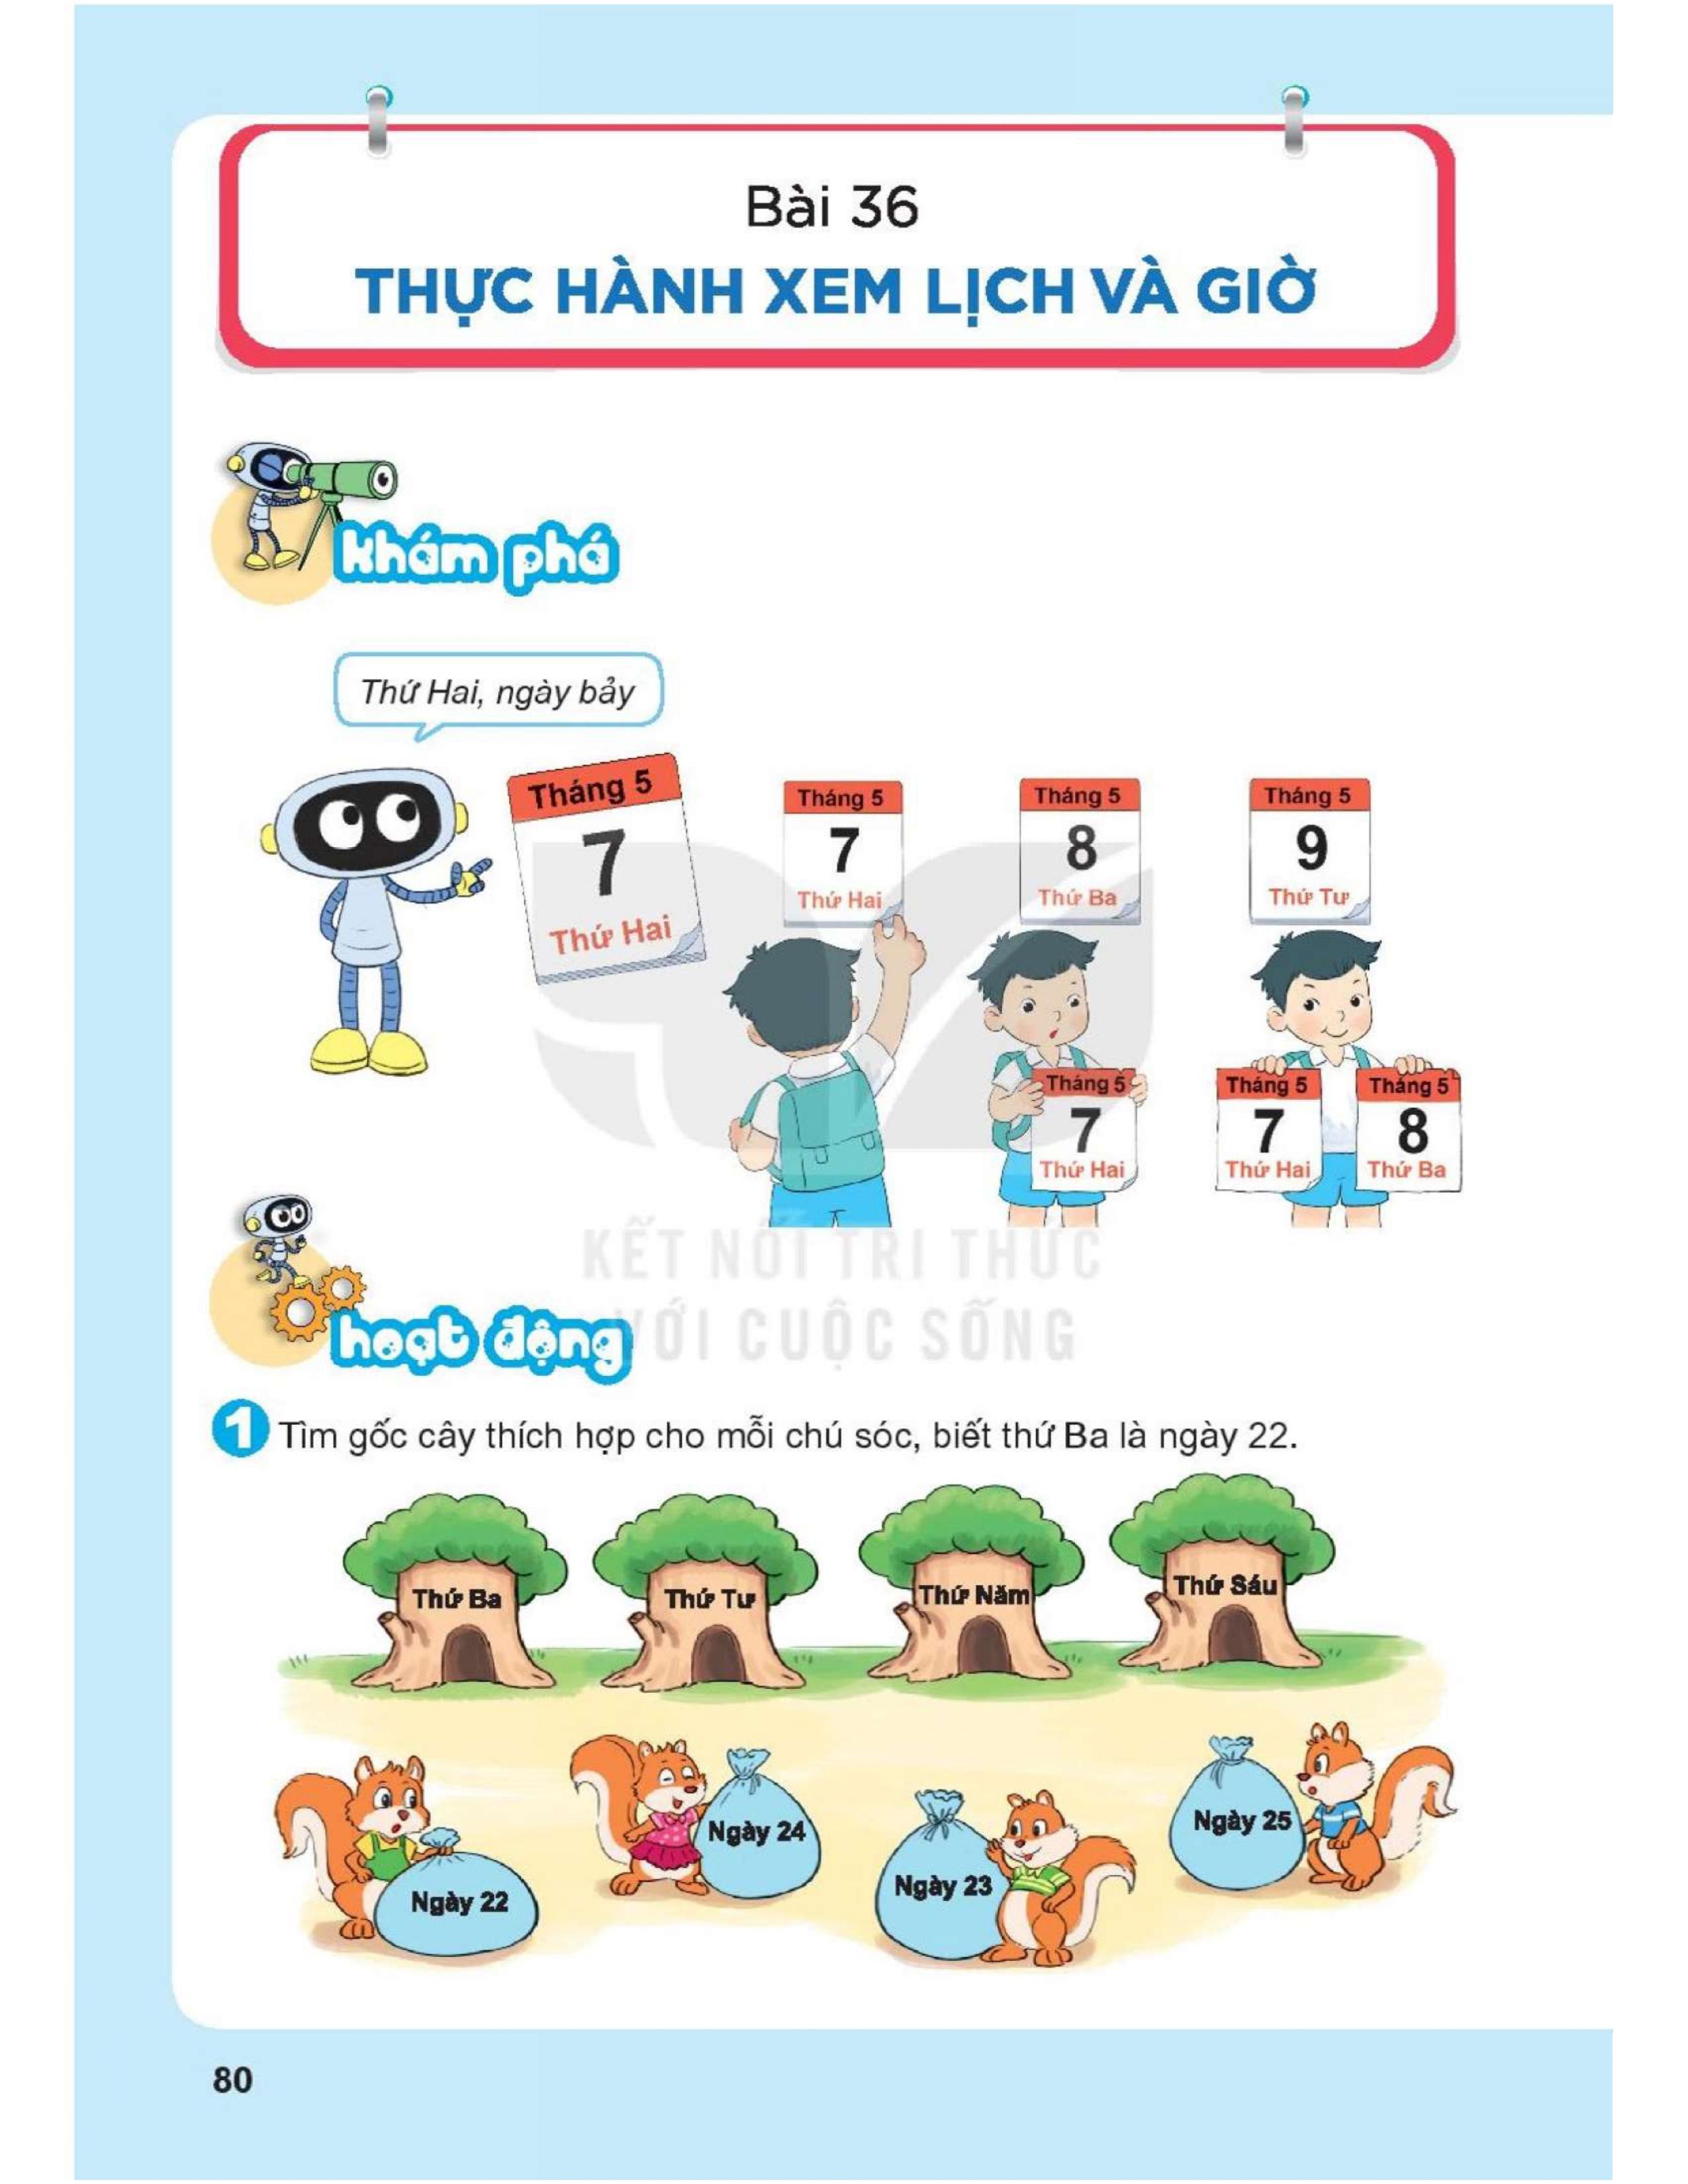 Bài 36
THỰC HÀNH XEM LỊCH VÀ GIỜ
khám phá
Thứ Hai, ngày bảy
Tháng 5
7
Thứ Hai
Tháng 5
7
Thứ Hai
Tháng 5
8
Thứ Ba
Tháng 5
9
Thứ Tư
Tháng 5
7
Thứ Hai
Tháng 5
7
Thứ Hai
Tháng 5
8
Thứ Ba
KẾT NỐI TRI THỨC
VỚI CUỘC SỐNG
hoạt động
1 Tìm gốc cây thích hợp cho mỗi chú sóc, biết thứ Ba là ngày 22.
Thứ Ba
Thứ Tư
Thứ Năm
Thứ Sáu
Ngày 22
Ngày 24
Ngày 23
Ngày 25
80